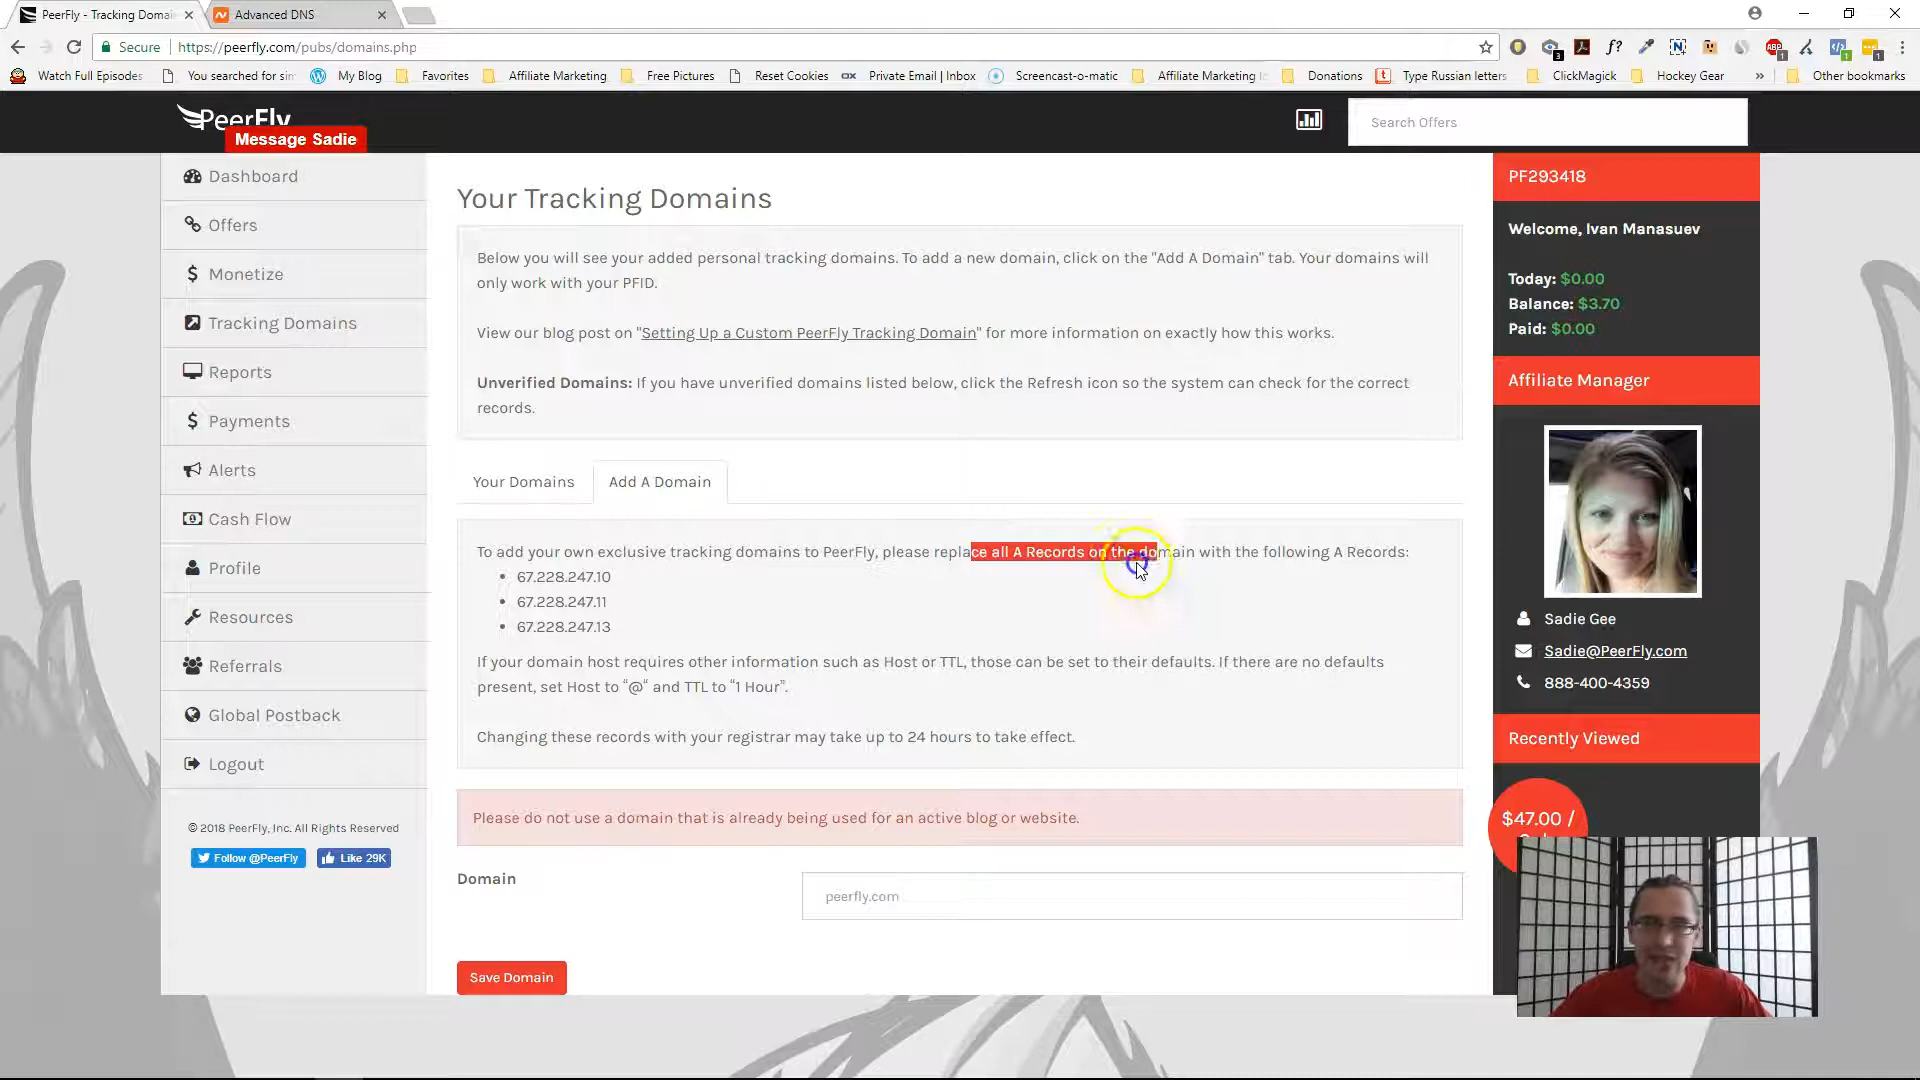 PeerFly - Tracking Domai
Advanced DNS
Secure
https://peerfly.com/pubs/domains.php
Watch Full Episodes
You searched for sin
My Blog
Favorites
Affiliate Marketing
Free Pictures
Reset Cookies
Private Email | Inbox
Screencast-o-matic
Affiliate Marketing
Donations
Type Russian letters
ClickMagick
Hockey Gear
»
Other bookmarks
PeerFly
Message Sadie
Search Offers
Dashboard
Offers
Monetize
Tracking Domains
Reports
Payments
Alerts
Cash Flow
Profile
Resources
Referrals
Global Postback
Logout
© 2018 PeerFly, Inc. All Rights Reserved
Follow @PeerFly
Like 29K
Your Tracking Domains
Below you will see your added personal tracking domains. To add a new domain, click on the "Add A Domain" tab. Your domains will
only work with your PFID.
View our blog post on "Setting Up a Custom PeerFly Tracking Domain" for more information on exactly how this works.
Unverified Domains: If you have unverified domains listed below, click the Refresh icon so the system can check for the correct
records.
Your Domains
Add A Domain
To add your own exclusive tracking domains to PeerFly, please replace all A Records on the domain with the following A Records:
• 67.228.247.10
• 67.228.247.11
• 67.228.247.13
If your domain host requires other information such as Host or TTL, those can be set to their defaults. If there are no defaults
present, set Host to “@“ and TTL to “1 Hour”.
Changing these records with your registrar may take up to 24 hours to take effect.
Please do not use a domain that is already being used for an active blog or website.
Domain
peerfly.com
Save Domain
PF293418
Welcome, Ivan Manasuev
Today: $0.00
Balance: $3.70
Paid: $0.00
Affiliate Manager
Sadie Gee
Sadie@PeerFly.com
888-400-4359
Recently Viewed
$47.00 /